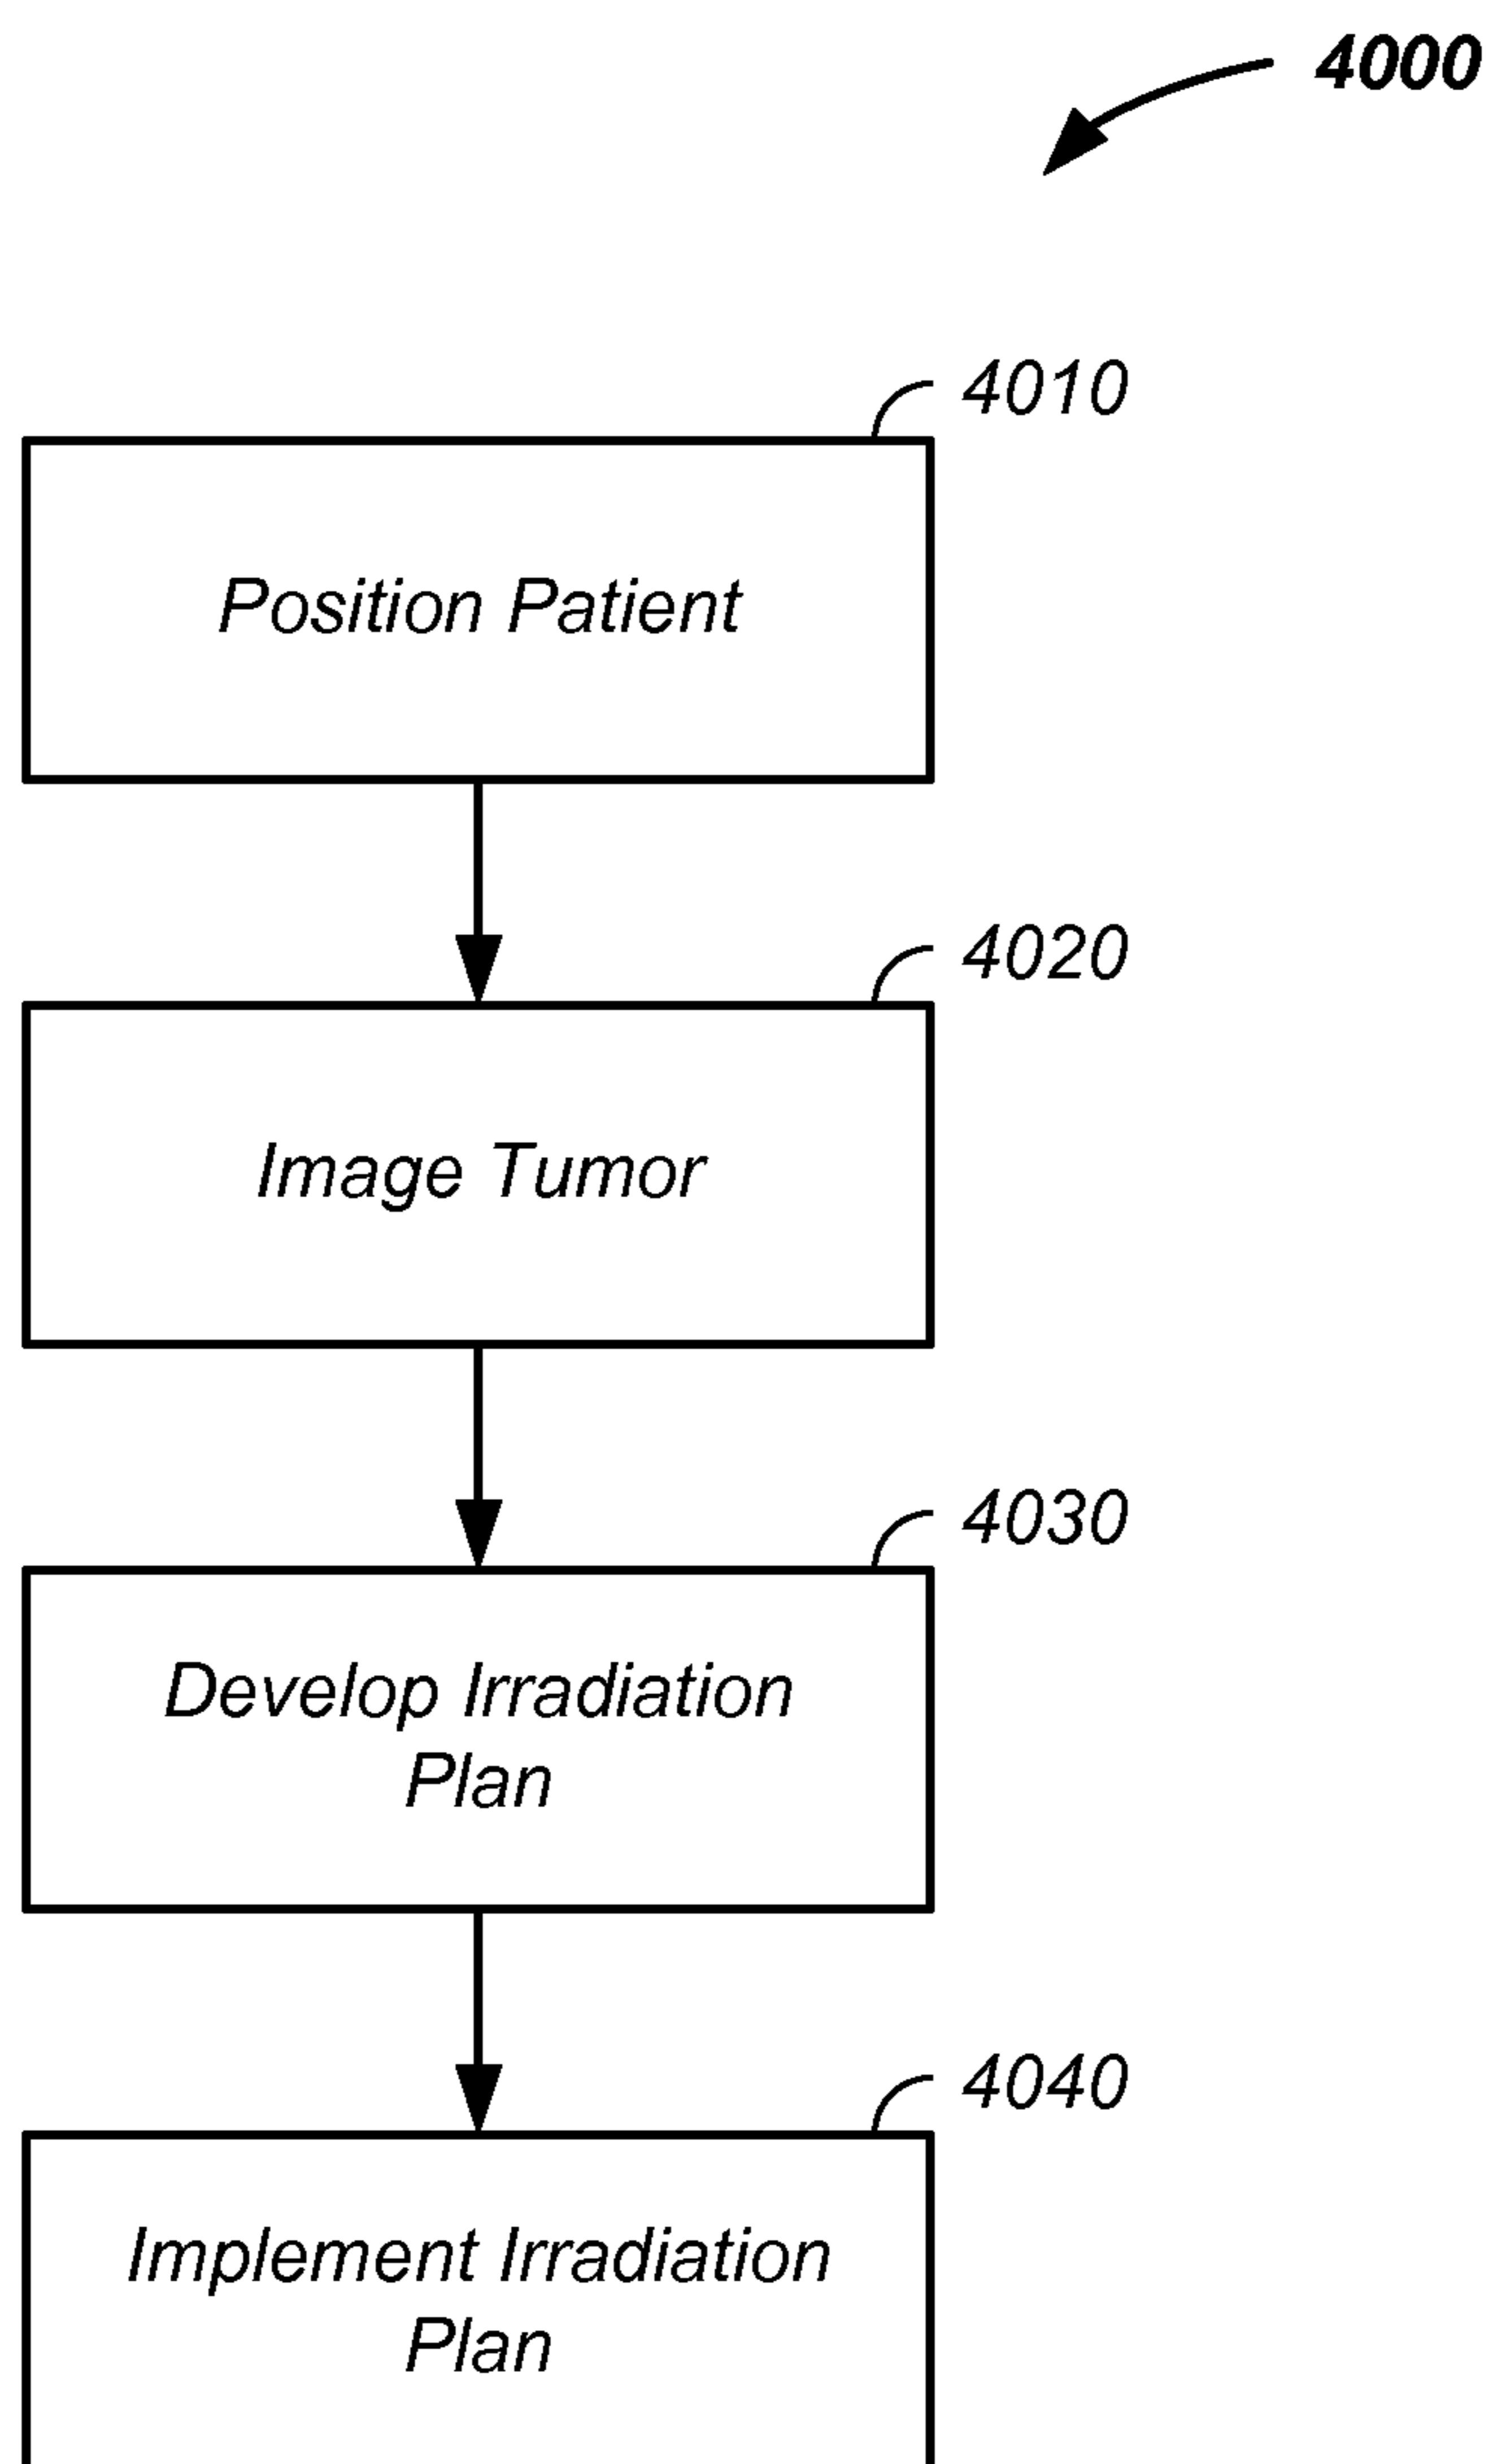 4000
4010
Position Patient
4020
Image Tumor
4030
Develop Irradiation
Plan
4040
Implement Irradiation
Plan